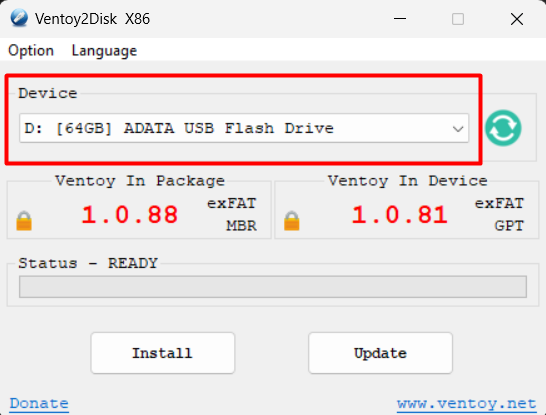 Ventoy2Disk X86
Option Language
Device
D: [64GB] ADATA USB Flash Drive
Ventoy In Package
1.0.88
exFAT
MBR
Ventoy In Device
1.0.81
exFAT
GPT
Status - READY
Install
Update
Donate
www.ventoy.net